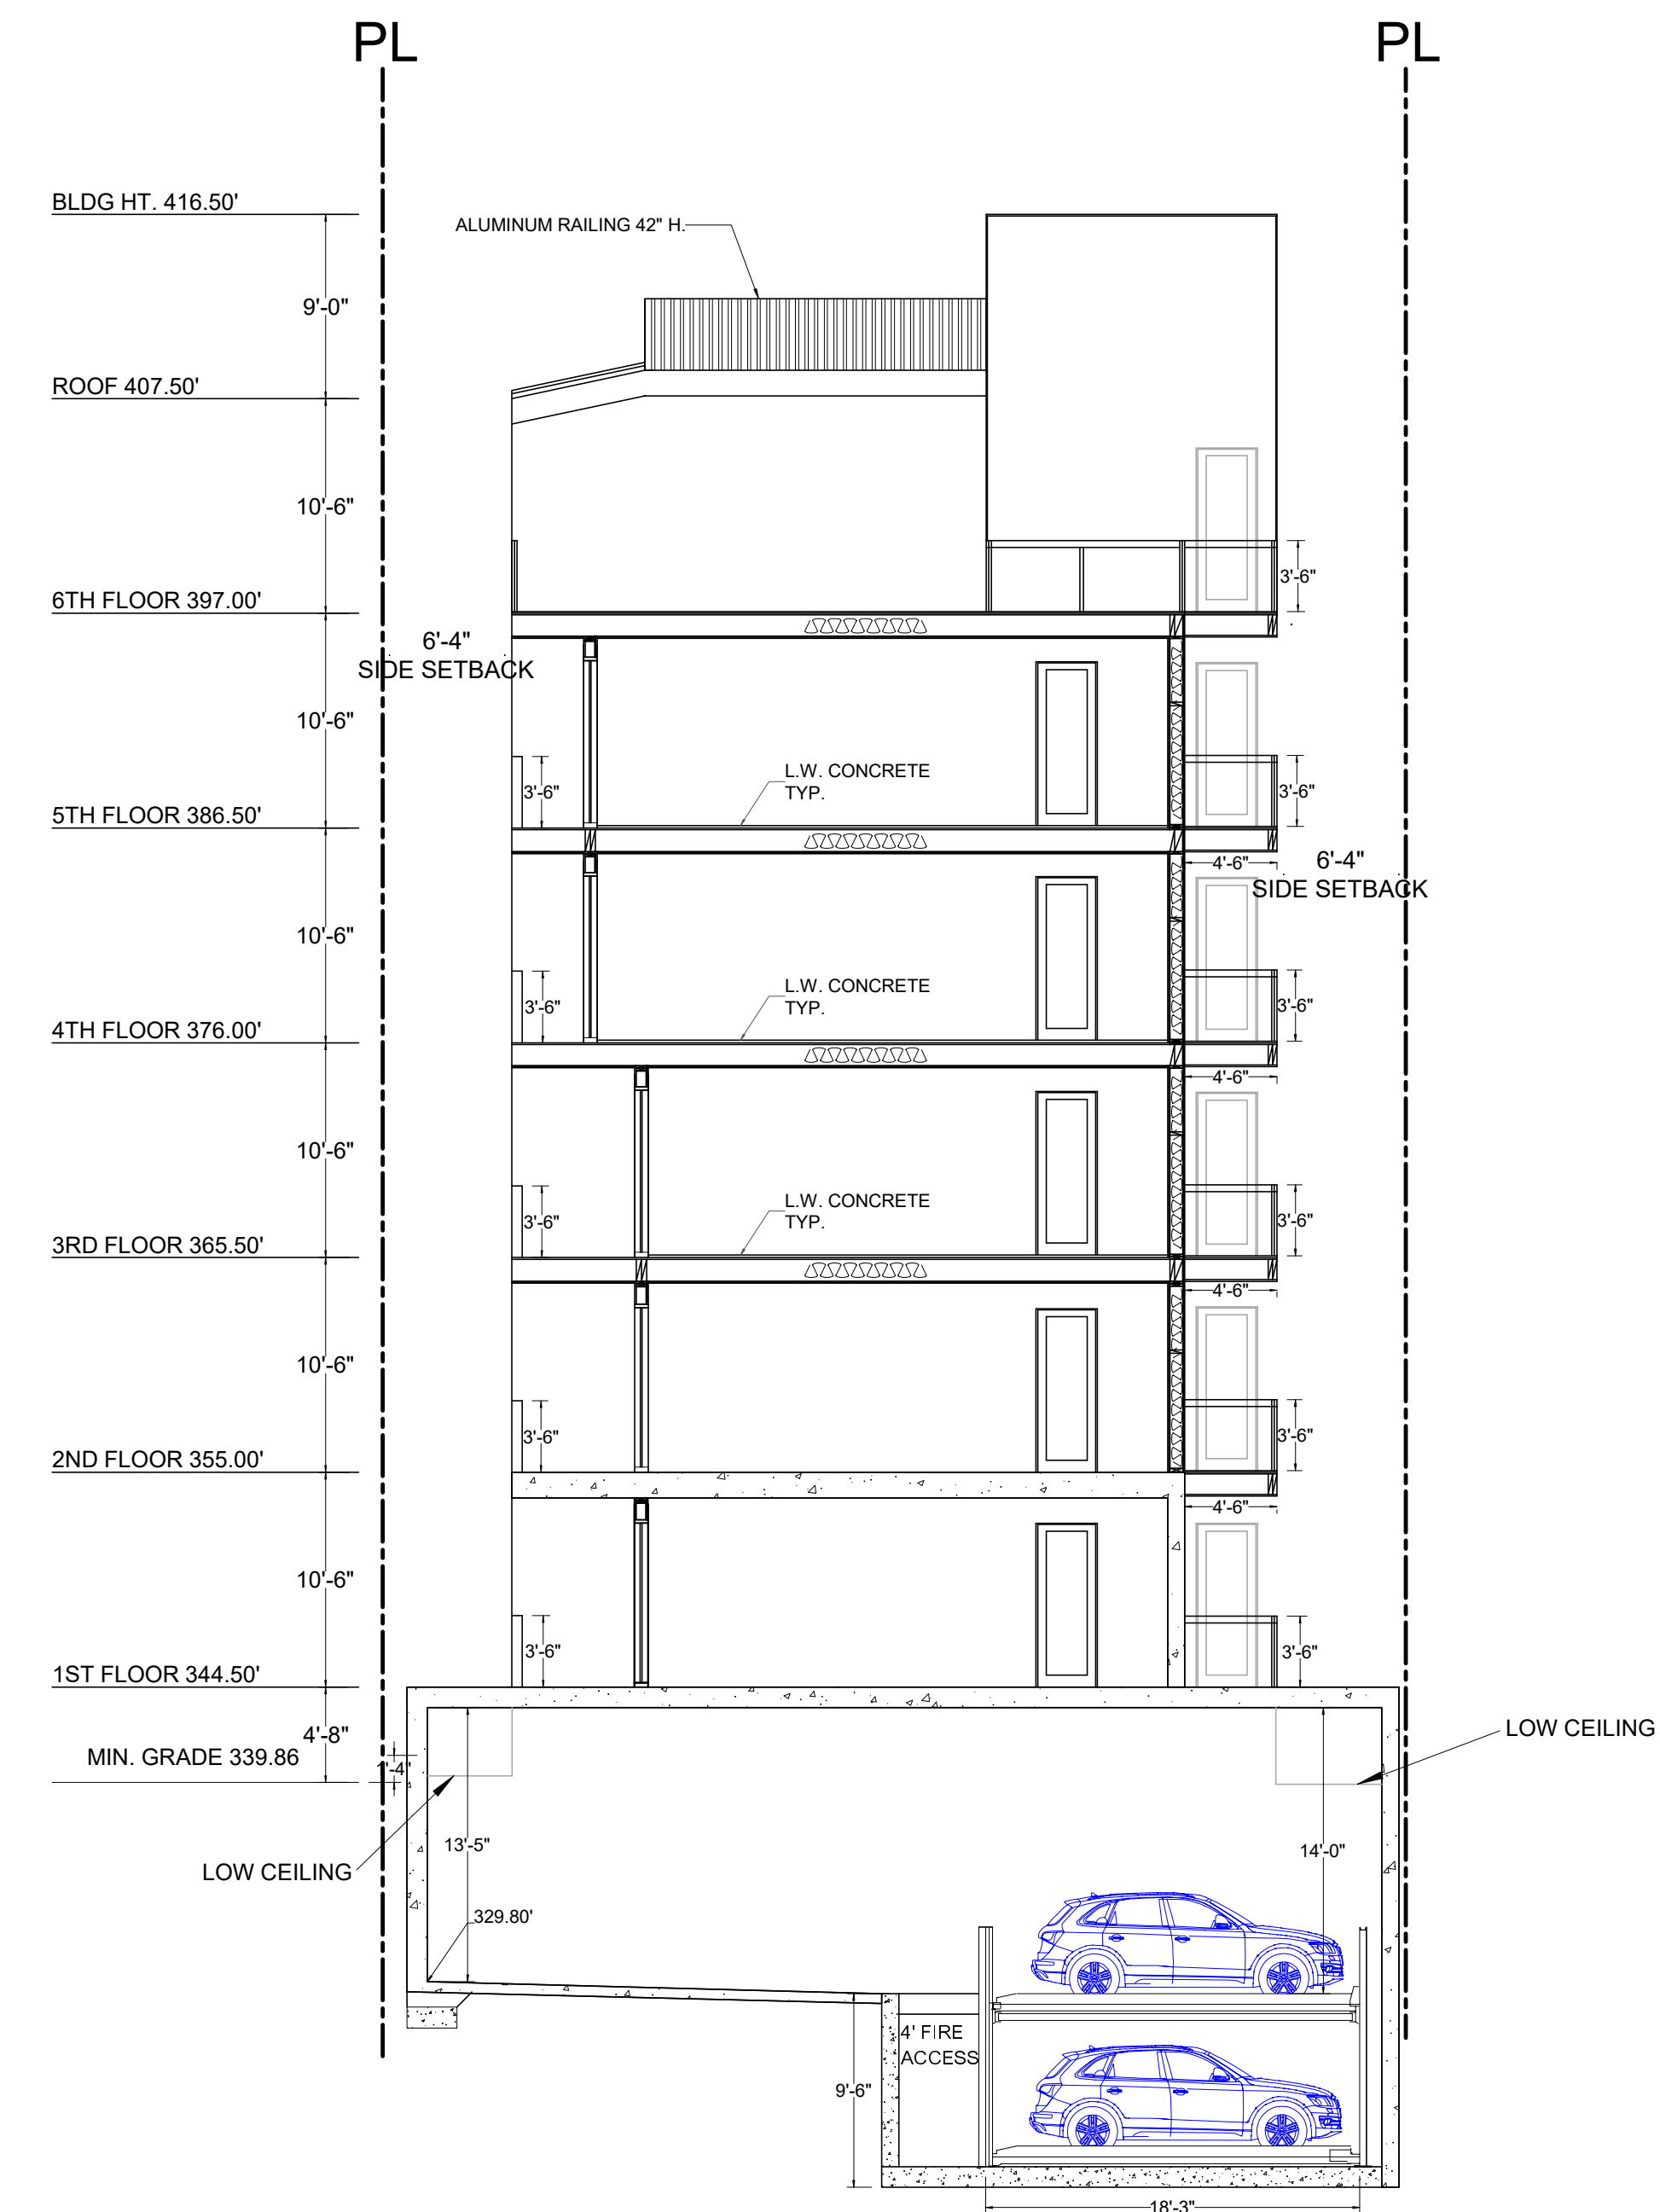 PL
PL
BLDG HT. 416.50'
ALUMINUM RAILING 42" H.
9'-0"
ROOF 407.50'
10'-6"
3'-6"
6TH FLOOR 397.00'
6'-4"
SIDE SETBACK
10'-6"
L.W. CONCRETE
TYP.
3'-6"
3'-6"
5TH FLOOR 386.50'
4'-6"
6'-4"
SIDE SETBACK
10'-6"
L.W. CONCRETE
TYP.
3'-6"
3'-6"
4TH FLOOR 376.00'
4'-6"
10'-6"
L.W. CONCRETE
TYP.
3'-6"
3'-6"
3RD FLOOR 365.50'
4'-6"
10'-6"
3'-6"
3'-6"
2ND FLOOR 355.00'
4'-6"
10'-6"
3'-6"
3'-6"
1ST FLOOR 344.50'
4'-8"
LOW CEILING
MIN. GRADE 339.86
1'-4"
13'-5"
14'-0"
LOW CEILING
329.80'
4' FIRE
ACCESS
9'-6"
18'-3"